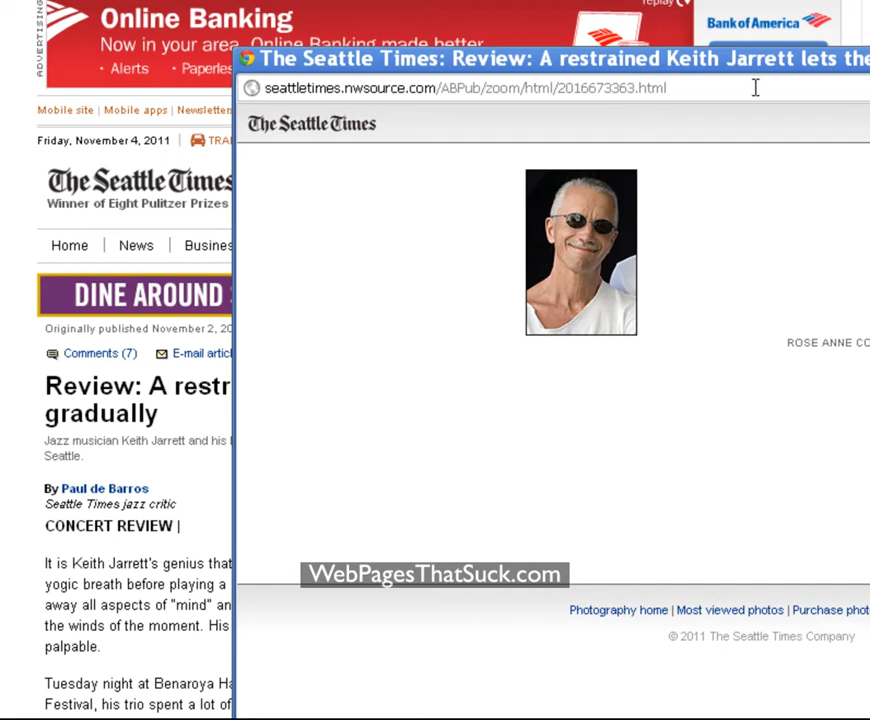 ADVERTISING
Online Banking
Now in your area. Online Banking made better
• Alerts • Paperles
replay
Bank of America
Mobile site | Mobile apps | Newsletters
Friday, November 4, 2011 | TRA
The Seattle Times
Winner of Eight Pulitzer Prizes
Home News Busines
DINE AROUND
Originally published November 2, 20
Comments (7) E-mail articl
Review: A restr
gradually
Jazz musician Keith Jarrett and his
Seattle.
By Paul de Barros
Seattle Times jazz critic
CONCERT REVIEW |
It is Keith Jarrett's genius that
yogic breath before playing a
away all aspects of "mind" an
the winds of the moment. His
palpable.
Tuesday night at Benaroya Ha
Festival, his trio spent a lot of
The Seattle Times: Review: A restrained Keith Jarrett lets the
seattletimes.nwsource.com/ABPub/zoom/html/2016673363.html
The Seattle Times
ROSE ANNE CO
WebPagesThatSuck.com
Photography home | Most viewed photos | Purchase phot
© 2011 The Seattle Times Company